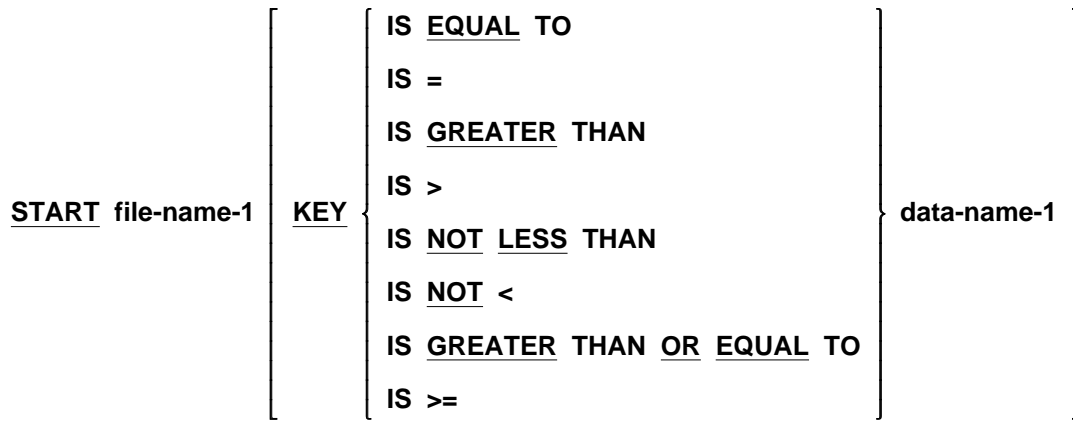 IS EQUAL TO
IS =
IS GREATER THAN
IS >
START file-name-1 KEY data-name-1
IS NOT LESS THAN
IS NOT <
IS GREATER THAN OR EQUAL TO
IS >=